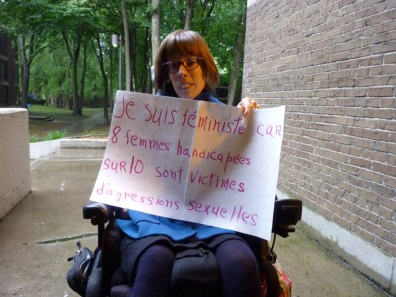 Je suis féministe car
8 femmes handicapées
sur 10 sont victimes
d'agressions sexuelles